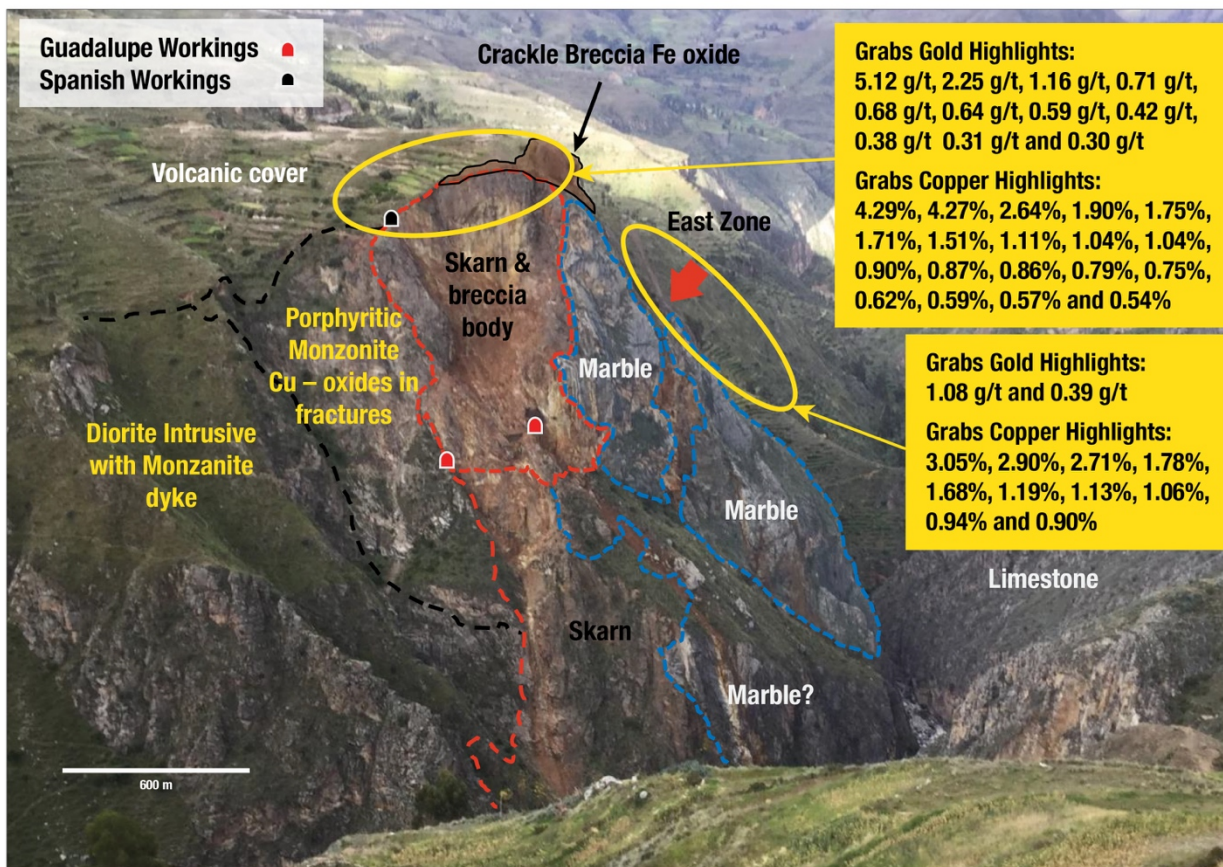 Guadalupe Workings
Spanish Workings
Crackle Breccia Fe oxide
Grabs Gold Highlights:
5.12 g/t, 2.25 g/t, 1.16 g/t, 0.71 g/t,
0.68 g/t, 0.64 g/t, 0.59 g/t, 0.42 g/t,
0.38 g/t 0.31 g/t and 0.30 g/t
Grabs Copper Highlights:
4.29%, 4.27%, 2.64%, 1.90%, 1.75%,
1.71%, 1.51%, 1.11%, 1.04%, 1.04%,
0.90%, 0.87%, 0.86%, 0.79%, 0.75%,
0.62%, 0.59%, 0.57% and 0.54%
Volcanic cover
East Zone
Skarn &
breccia
body
Porphyritic
Monzonite
Cu – oxides in
fractures
Marble
Grabs Gold Highlights:
1.08 g/t and 0.39 g/t
Grabs Copper Highlights:
3.05%, 2.90%, 2.71%, 1.78%,
1.68%, 1.19%, 1.13%, 1.06%,
0.94% and 0.90%
Diorite Intrusive
with Monzanite
dyke
Marble
Limestone
Skarn
Marble?
600 m